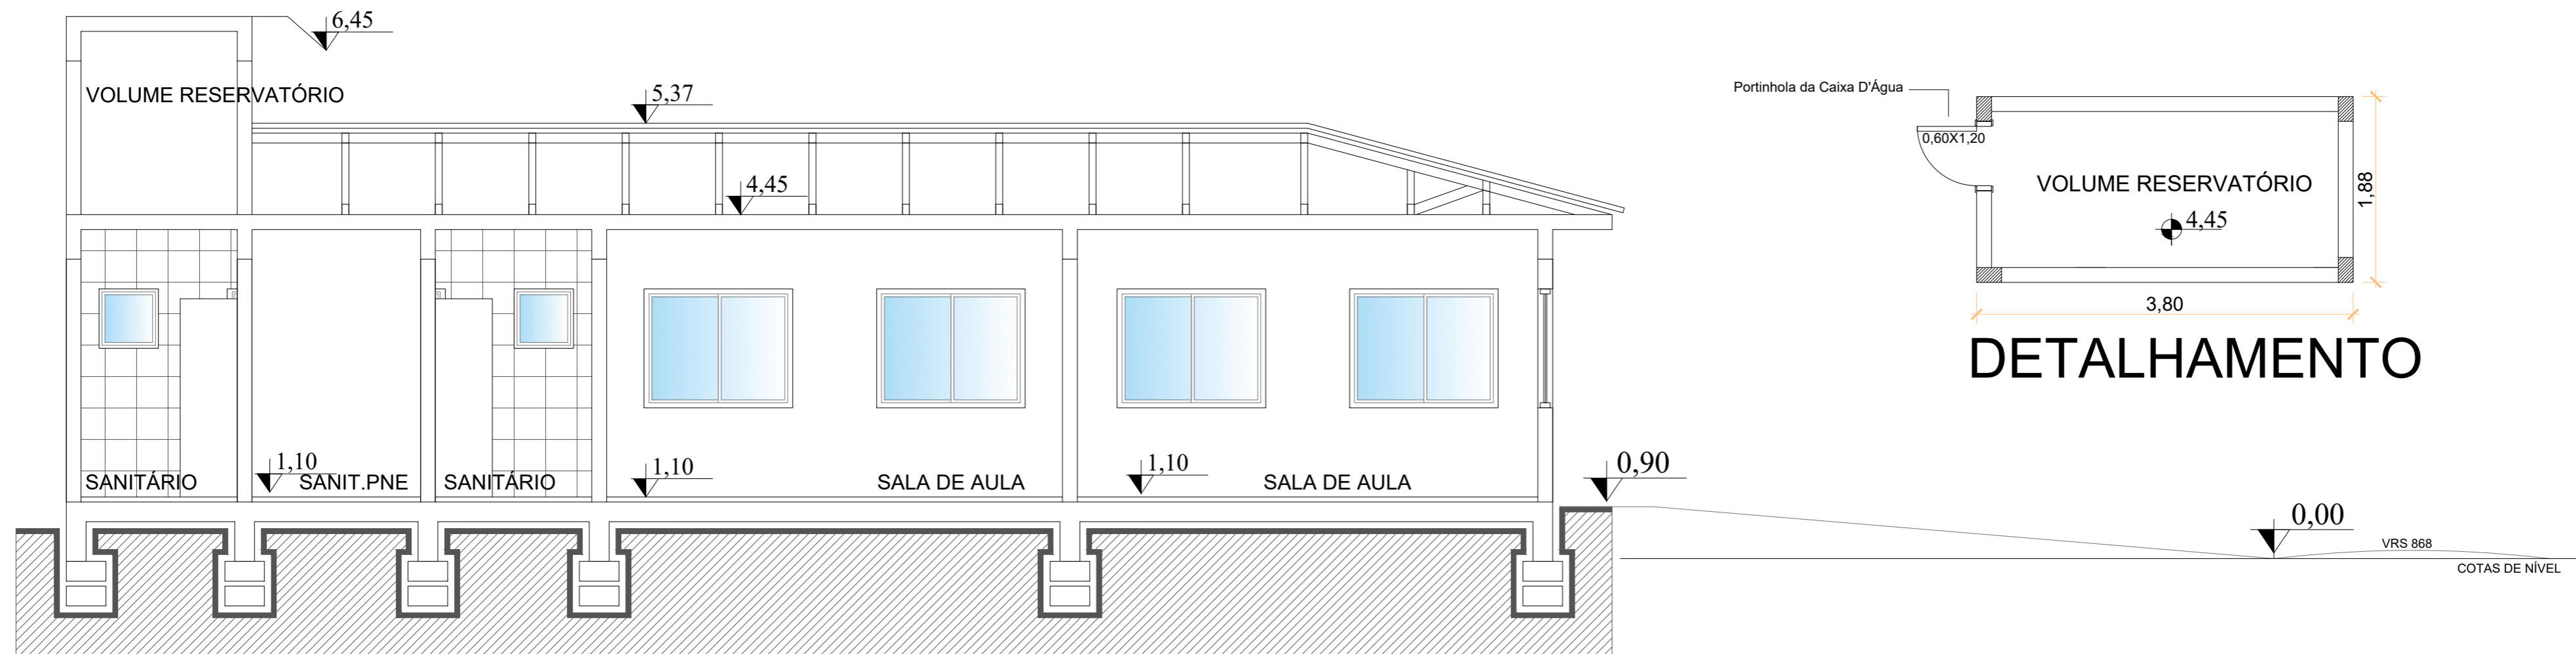 6,45
VOLUME RESERVATÓRIO
5,37
4,45
1,10
1,10
1,10
SANITÁRIO
SANIT.PNE
SANITÁRIO
SALA DE AULA
SALA DE AULA
0,90
0,00
VRS 868
COTAS DE NÍVEL
Portinhola da Caixa D'Água
0,60X1,20
VOLUME RESERVATÓRIO
4,45
1,88
3,80
DETALHAMENTO